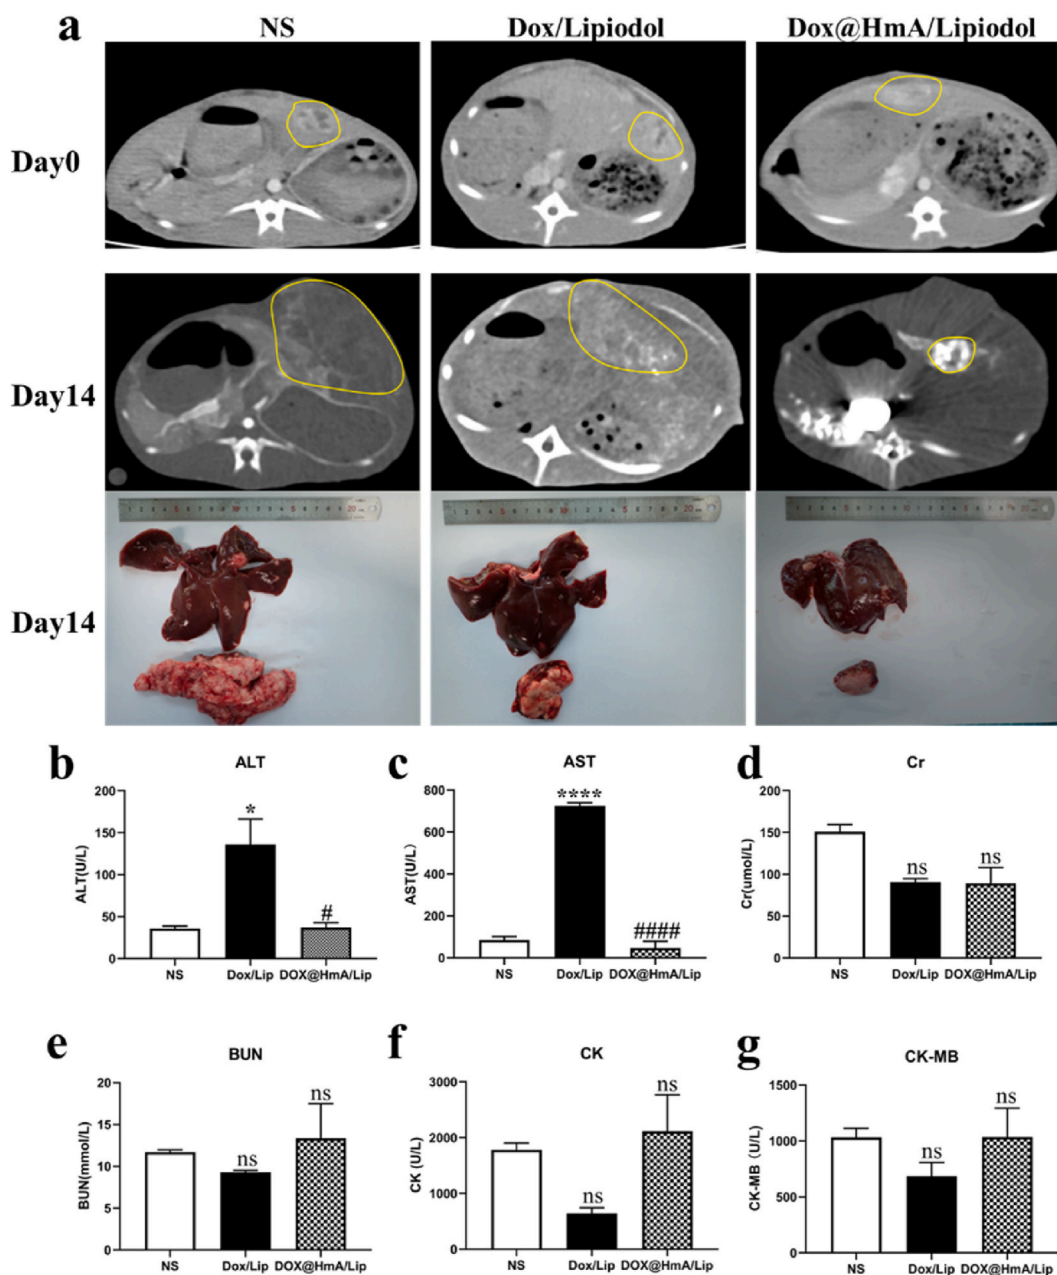 a
NS
Dox/Lipiodol
Dox@HmA/Lipiodol
Day0
Day14
Day14
b
ALT
ALT(U/L)
200
150
100
50
0
*
#
NS
Dox/Lip
DOX@HmA/Lip
c
AST
AST(U/L)
800
600
400
200
0
****
####
NS
Dox/Lip
DOX@HmA/Lip
d
Cr
Cr(umol/L)
200
150
100
50
0
ns
ns
NS
Dox/Lip
DOX@HmA/Lip
e
BUN
BUN(mmol/L)
20
15
10
5
0
ns
ns
NS
Dox/Lip
DOX@HmA/Lip
f
CK
CK (U/L)
3000
2000
1000
0
ns
ns
NS
Dox/Lip
DOX@HmA/Lip
g
CK-MB
CK-MB（U/L)
1500
1000
500
0
ns
ns
NS
Dox/Lip
DOX@HmA/Lip